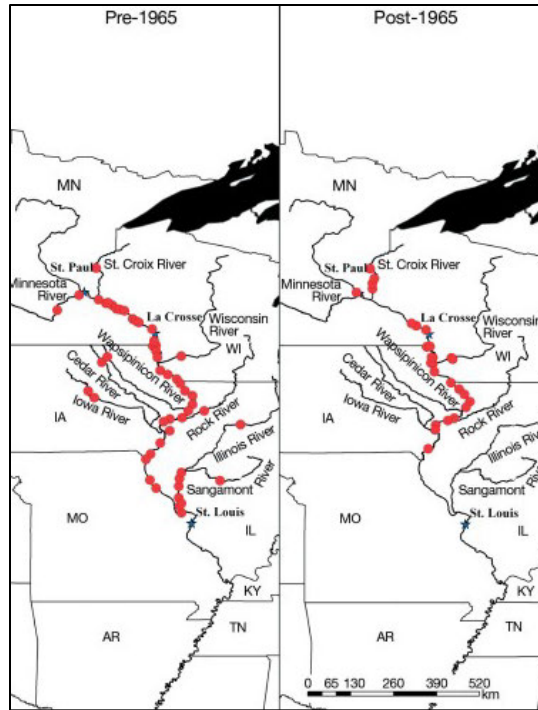 Pre-1965
MN
St. Paul
St. Croix River
Minnesota
River
La Crosse
Wisconsin
River
WI
Wapsipinicon River
Cedar River
Iowa River
IA
Rock River
Illinois River
Sangamont
River
St. Louis
MO
IL
KY
AR
TN
Post-1965
MN
St. Paul
St. Croix River
Minnesota
River
La Crosse
Wisconsin
River
WI
Wapsipinicon River
Cedar River
Iowa River
IA
Rock River
Illinois River
Sangamont
River
St. Louis
MO
IL
KY
AR
TN
0 65 130 260 390 520
km